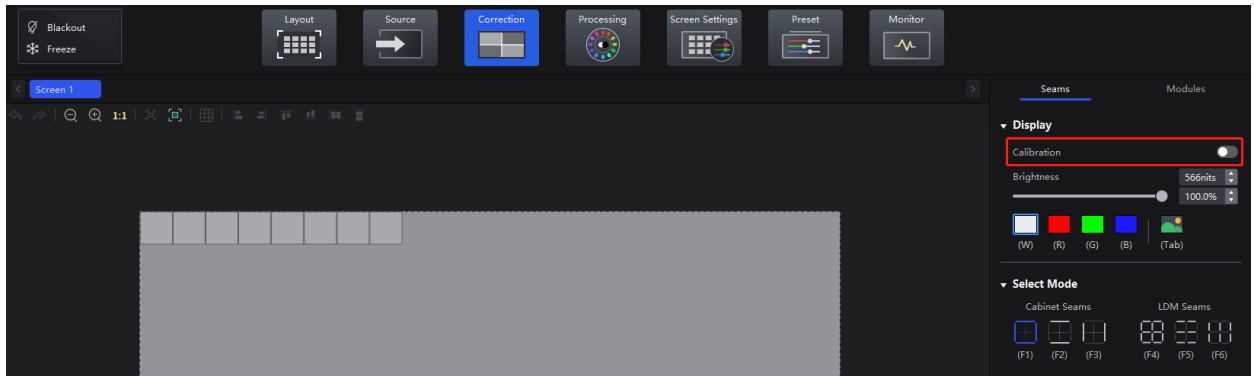 Blackout
Freeze
Layout
Source
Correction
Processing
Screen Settings
Preset
Monitor
Screen 1
1:1
Seams
Modules
Display
Calibration
Brightness
566nits
100.0%
(W) (R) (G) (B) (Tab)
Select Mode
Cabinet Seams
LDM Seams
(F1) (F2) (F3) (F4) (F5) (F6)